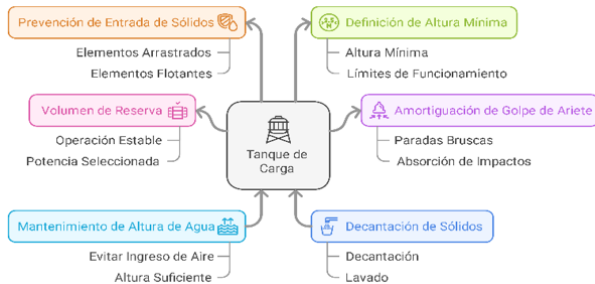 Prevención de Entrada de Sólidos
Elementos Arrastrados
Elementos Flotantes
Definición de Altura Mínima
Altura Mínima
Límites de Funcionamiento
Volumen de Reserva
Operación Estable
Potencia Seleccionada
Tanque de
Carga
Amortiguación de Golpe de Ariete
Paradas Bruscas
Absorción de Impactos
Mantenimiento de Altura de Agua
Evitar Ingreso de Aire
Altura Suficiente
Decantación de Sólidos
Decantación
Lavado